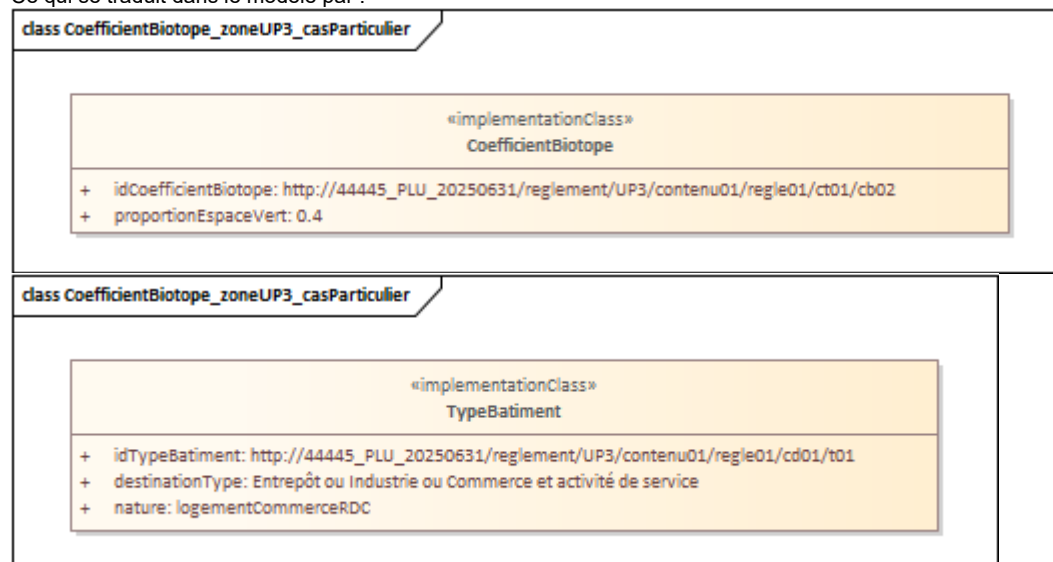 Ce qui se traduit dans le modèle par :
class CoefficientBiotope_zoneUP3_casParticulier
«implementationClass»
CoefficientBiotope
+ idCoefficientBiotope: http://44445_PLU_20250631/reglement/UP3/contenu01/regle01/ct01/cb02
+ proportionEspaceVert: 0.4
class CoefficientBiotope_zoneUP3_casParticulier
«implementationClass»
TypeBatiment
+ idTypeBatiment: http://44445_PLU_20250631/reglement/UP3/contenu01/regle01/cd01/t01
+ destinationType: Entrepôt ou Industrie ou Commerce et activité de service
+ nature: logementCommerceRDC